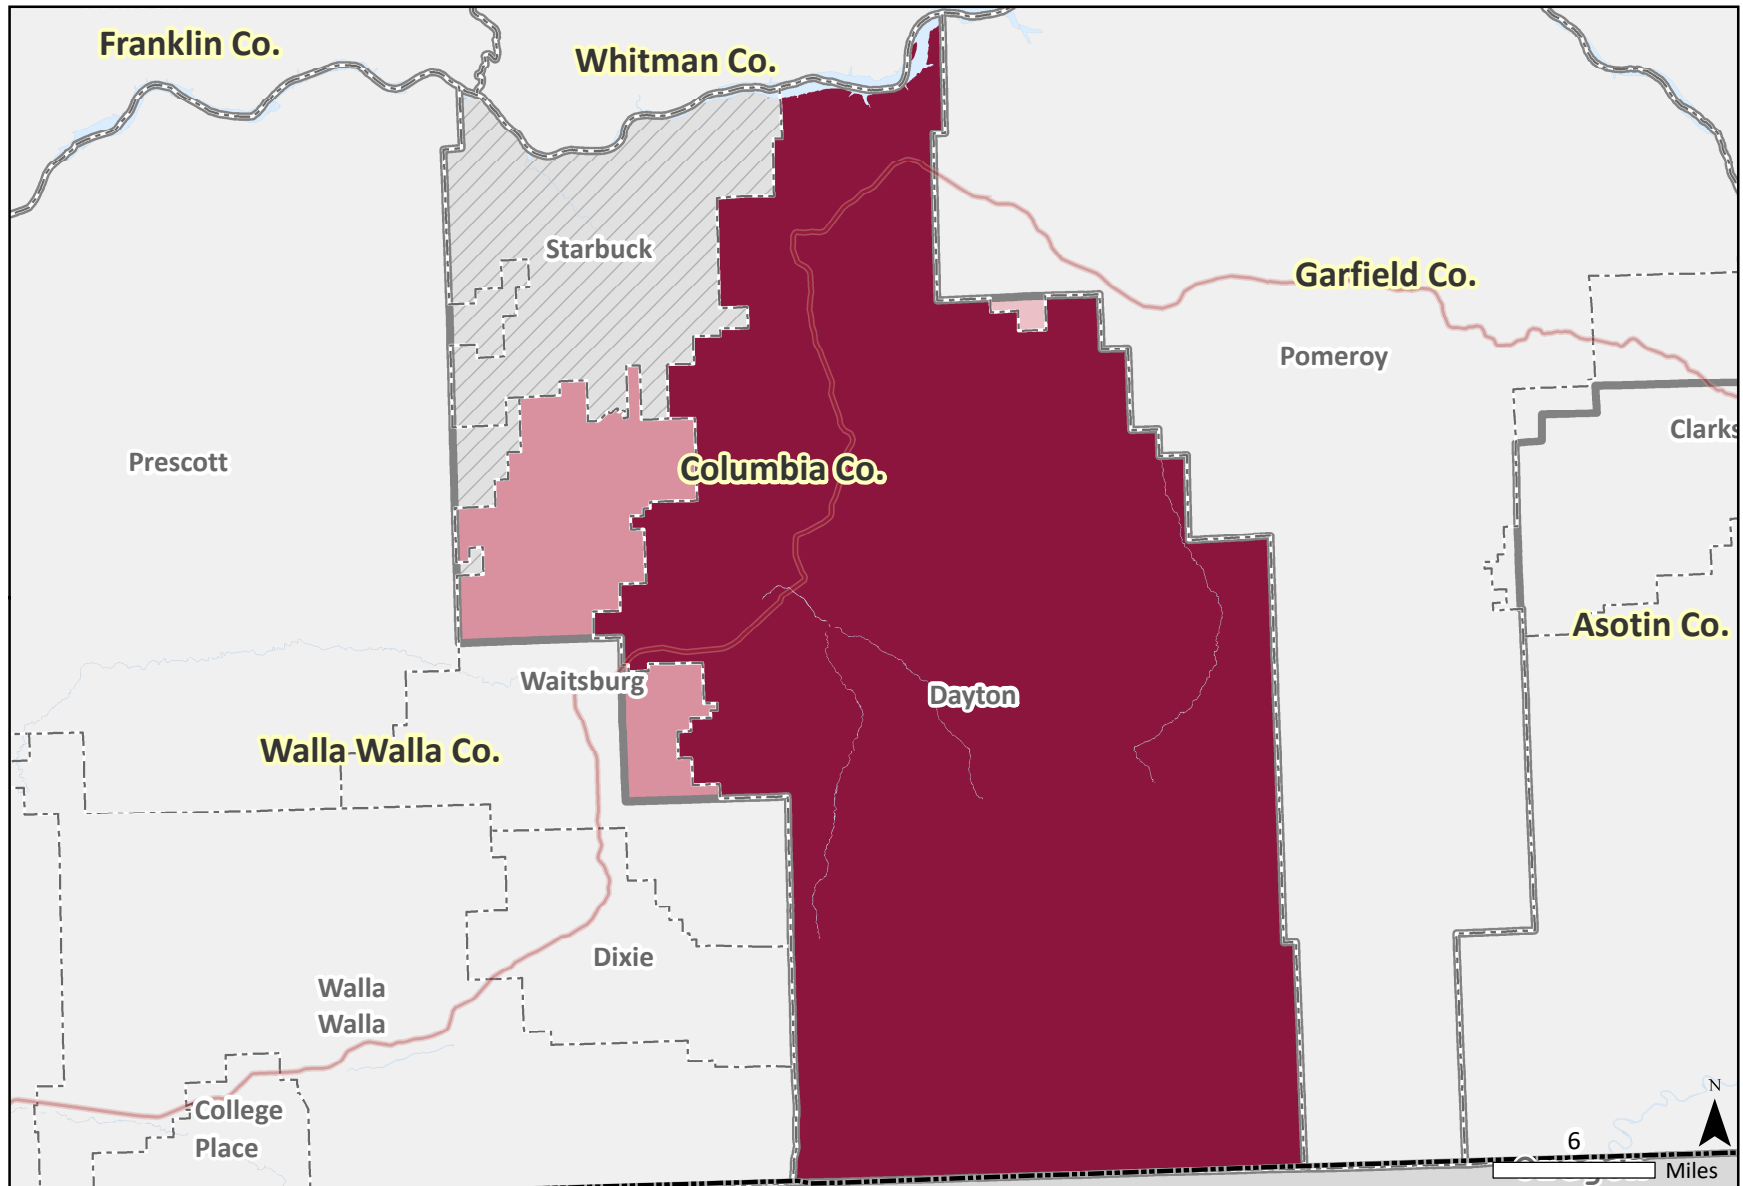 Franklin Co.
Whitman Co.
Starbuck
Garfield Co.
Pomeroy
Clarks
Prescott
Columbia Co.
Asotin Co.
Waitsburg
Dayton
Walla Walla Co.
Dixie
Walla
Walla
College
Place
N
6
Miles